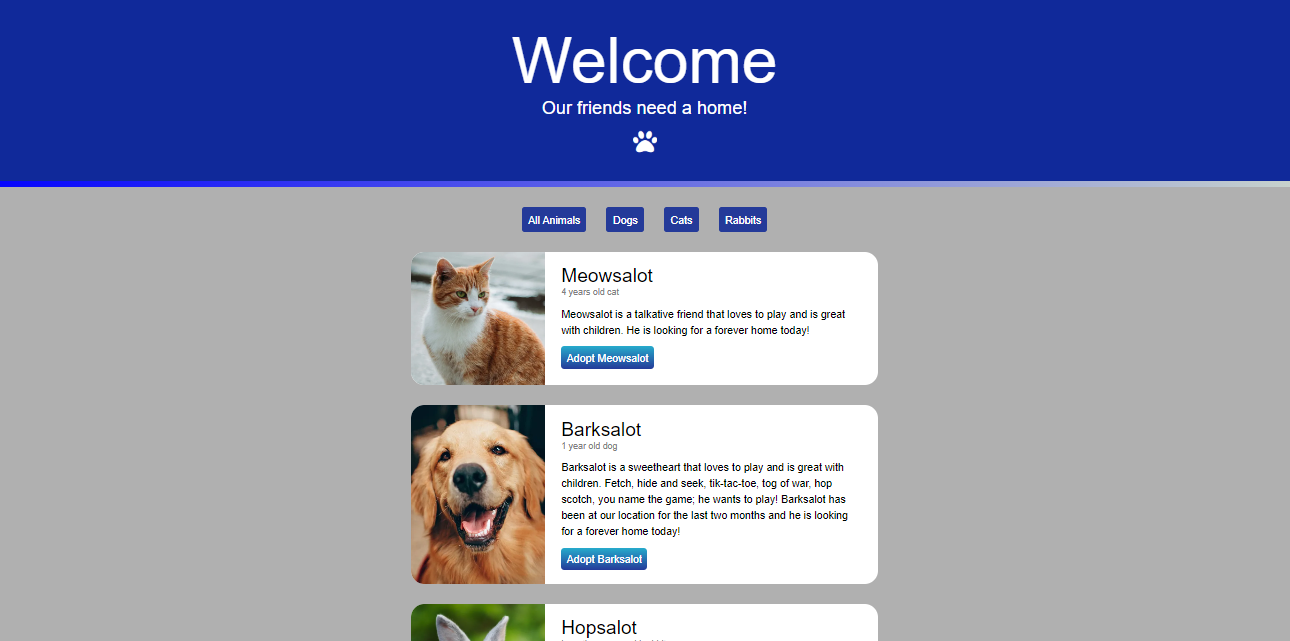 Welcome
Our friends need a home!
All Animals Dogs Cats Rabbits
Meowsalot
4 years old cat
Meowsalot is a talkative friend that loves to play and is great
with children. He is looking for a forever home today!
Adopt Meowsalot
Barksalot
1 year old dog
Barksalot is a sweetheart that loves to play and is great with
children. Fetch, hide and seek, tik-tac-toe, tog of war, hop
scotch, you name the game; he wants to play! Barksalot has
been at our location for the last two months and he is looking
for a forever home today!
Adopt Barksalot
Hopsalot